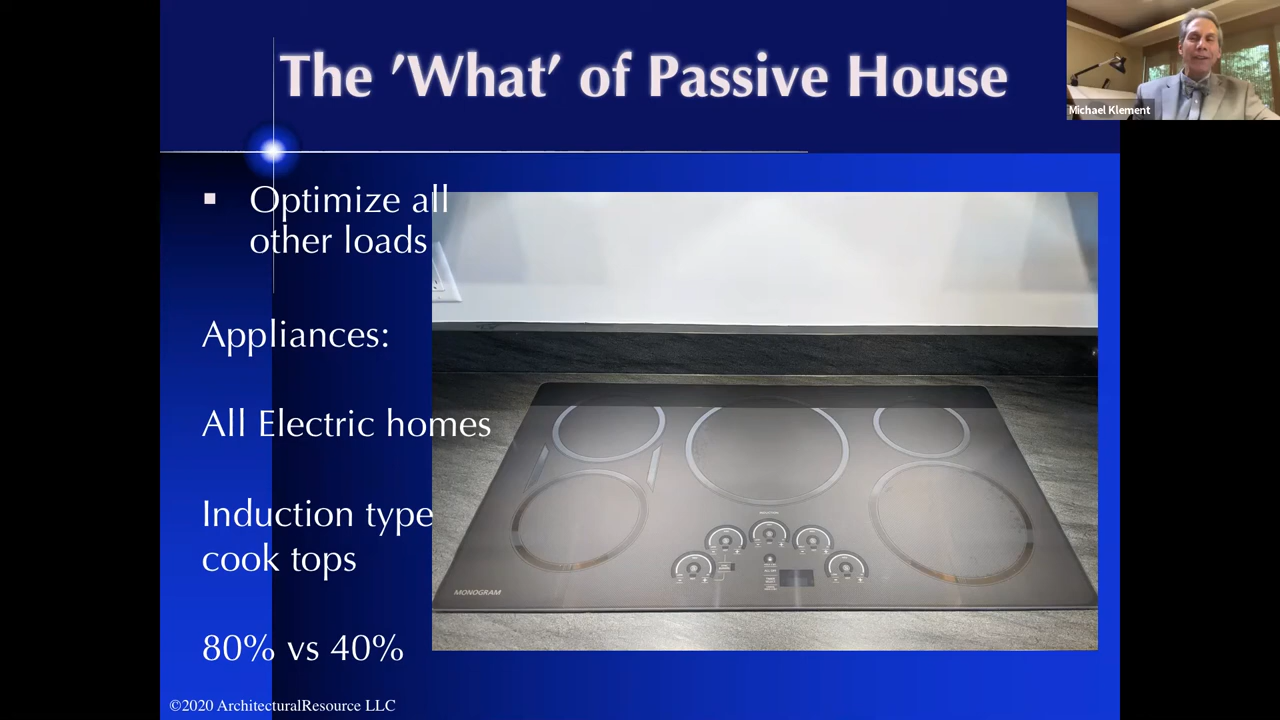 The 'What' of Passive House
Michael Klement
▪ Optimize all
other loads
Appliances:
All Electric homes
Induction type
cook tops
80% vs 40%
INDUCTION
MONOGRAM
©2020 ArchitecturalResource LLC